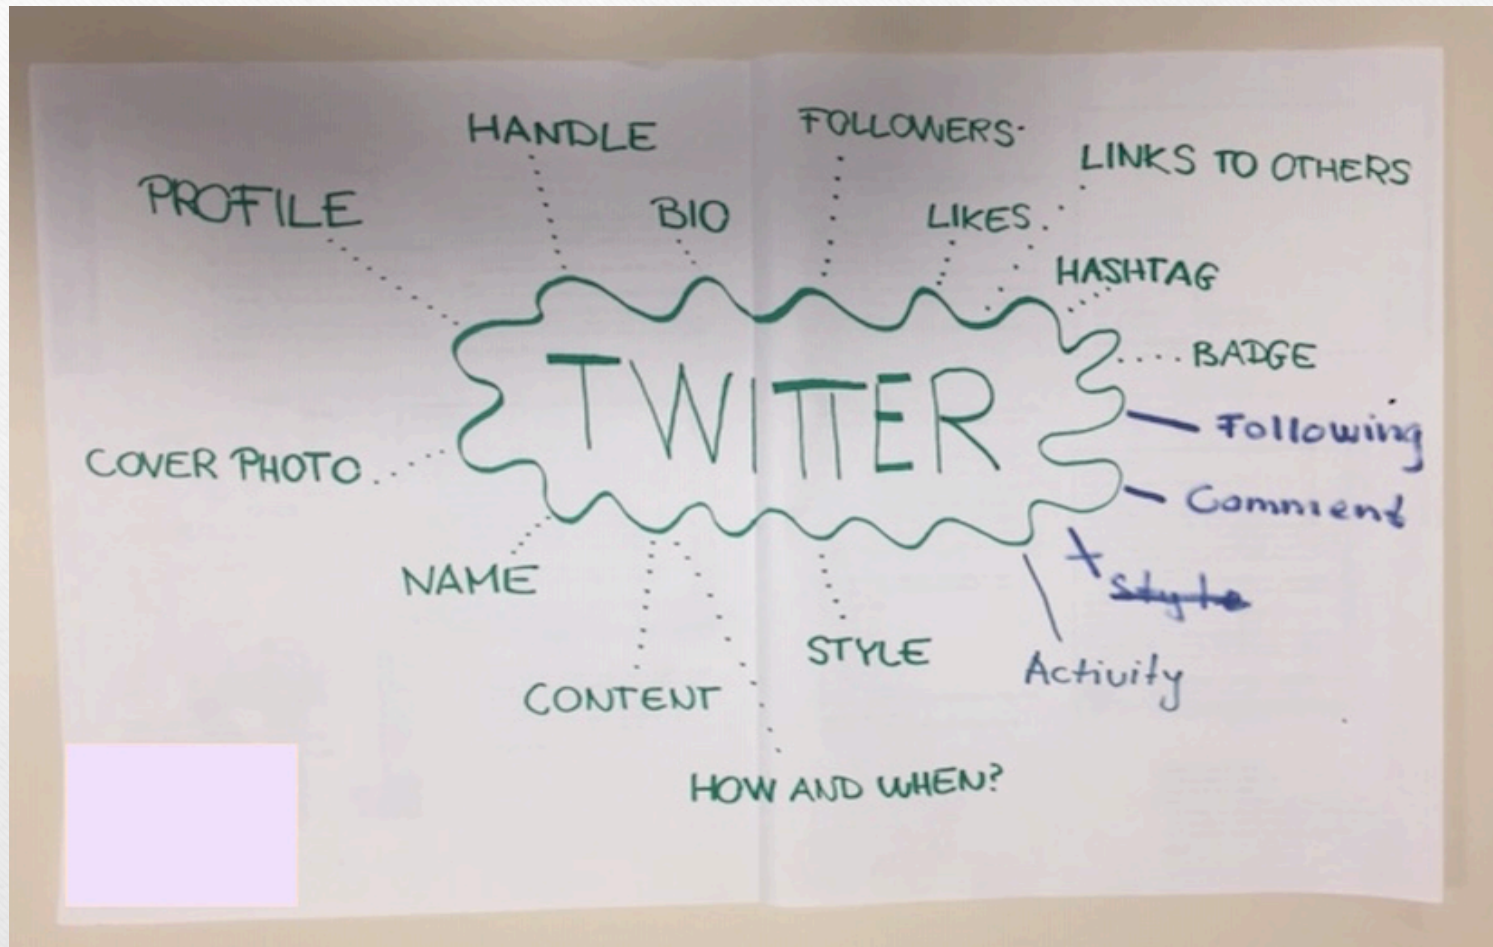 HANDLE
FOLLOWERS
LINKS TO OTHERS
PROFILE
BIO
LIKES
HASHTAG
BADGE
TWITTER
Following
COVER PHOTO
Comment
NAME
Style
STYLE
Activity
CONTENT
HOW AND WHEN?